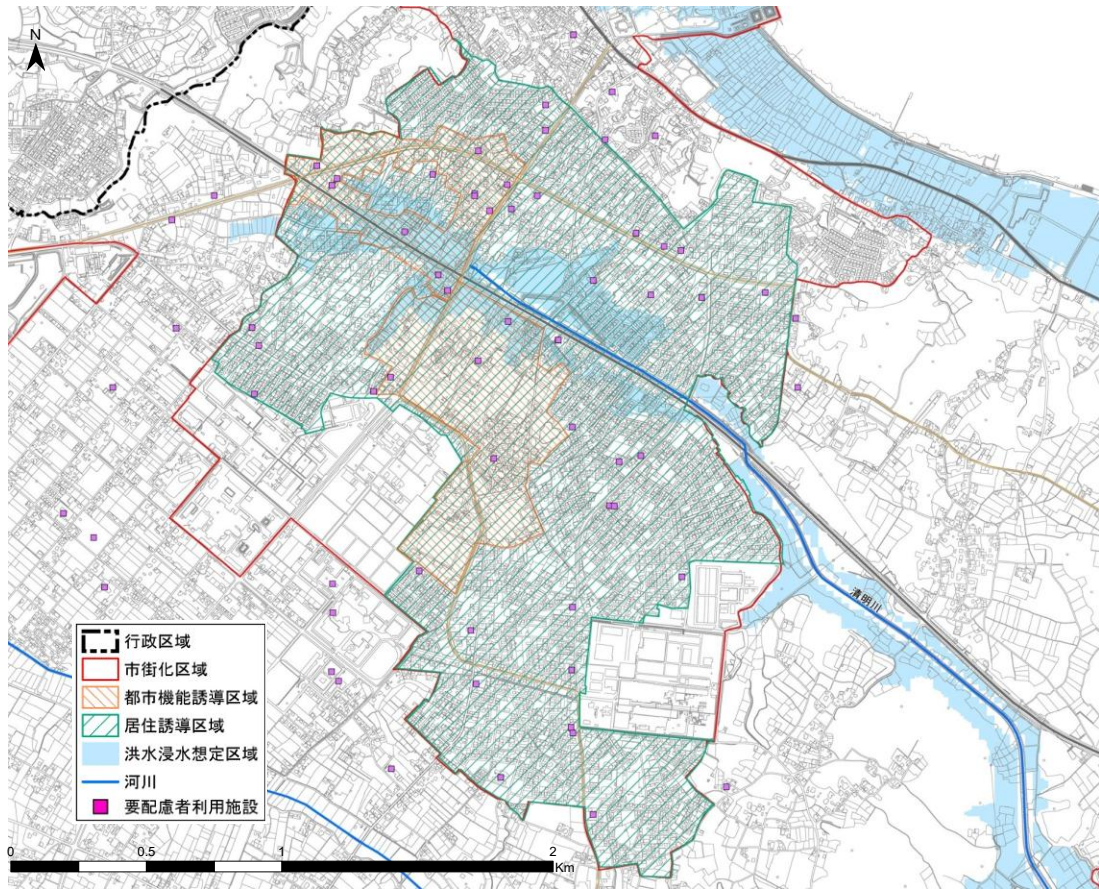 N
清明川
行政区域
市街化区域
都市機能誘導区域
居住誘導区域
洪水浸水想定区域
河川
要配慮者利用施設
0 0.5 1 2
Km